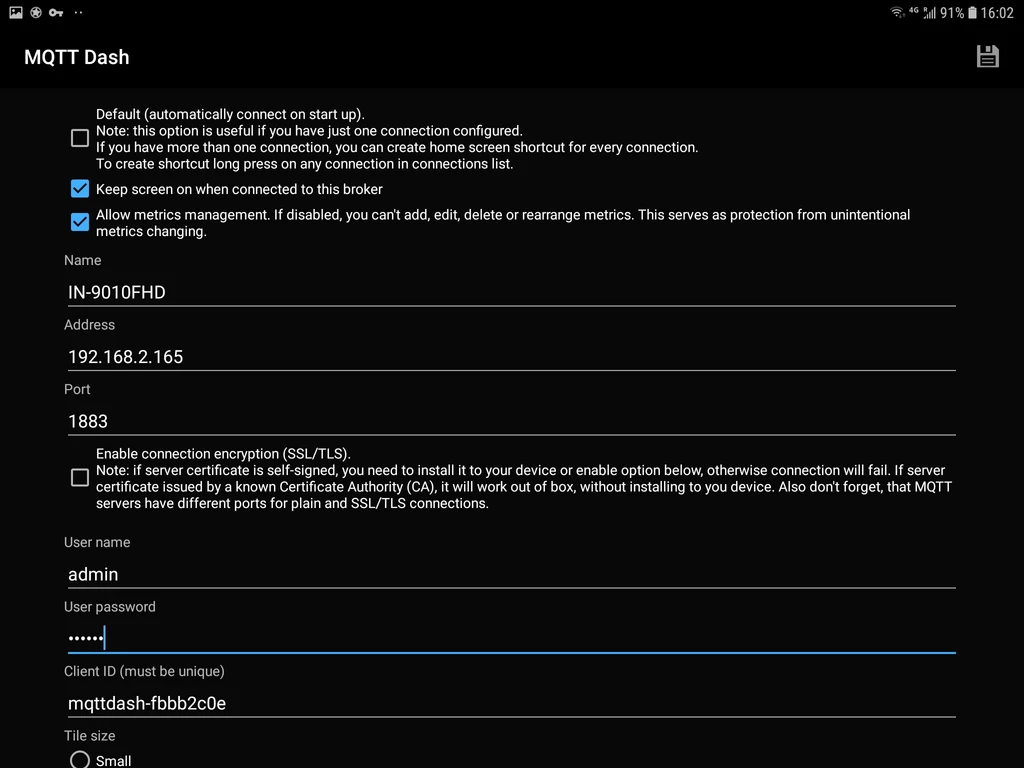 4G R 91% 16:02
MQTT Dash
Default (automatically connect on start up).
Note: this option is useful if you have just one connection configured.
If you have more than one connection, you can create home screen shortcut for every connection.
To create shortcut long press on any connection in connections list.
Keep screen on when connected to this broker
Allow metrics management. If disabled, you can't add, edit, delete or rearrange metrics. This serves as protection from unintentional
metrics changing.
Name
IN-9010FHD
Address
192.168.2.165
Port
1883
Enable connection encryption (SSL/TLS).
Note: if server certificate is self-signed, you need to install it to your device or enable option below, otherwise connection will fail. If server
certificate issued by a known Certificate Authority (CA), it will work out of box, without installing to you device. Also don't forget, that MQTT
servers have different ports for plain and SSL/TLS connections.
User name
admin
User password
••••••
Client ID (must be unique)
mqttdash-fbbb2c0e
Tile size
Small